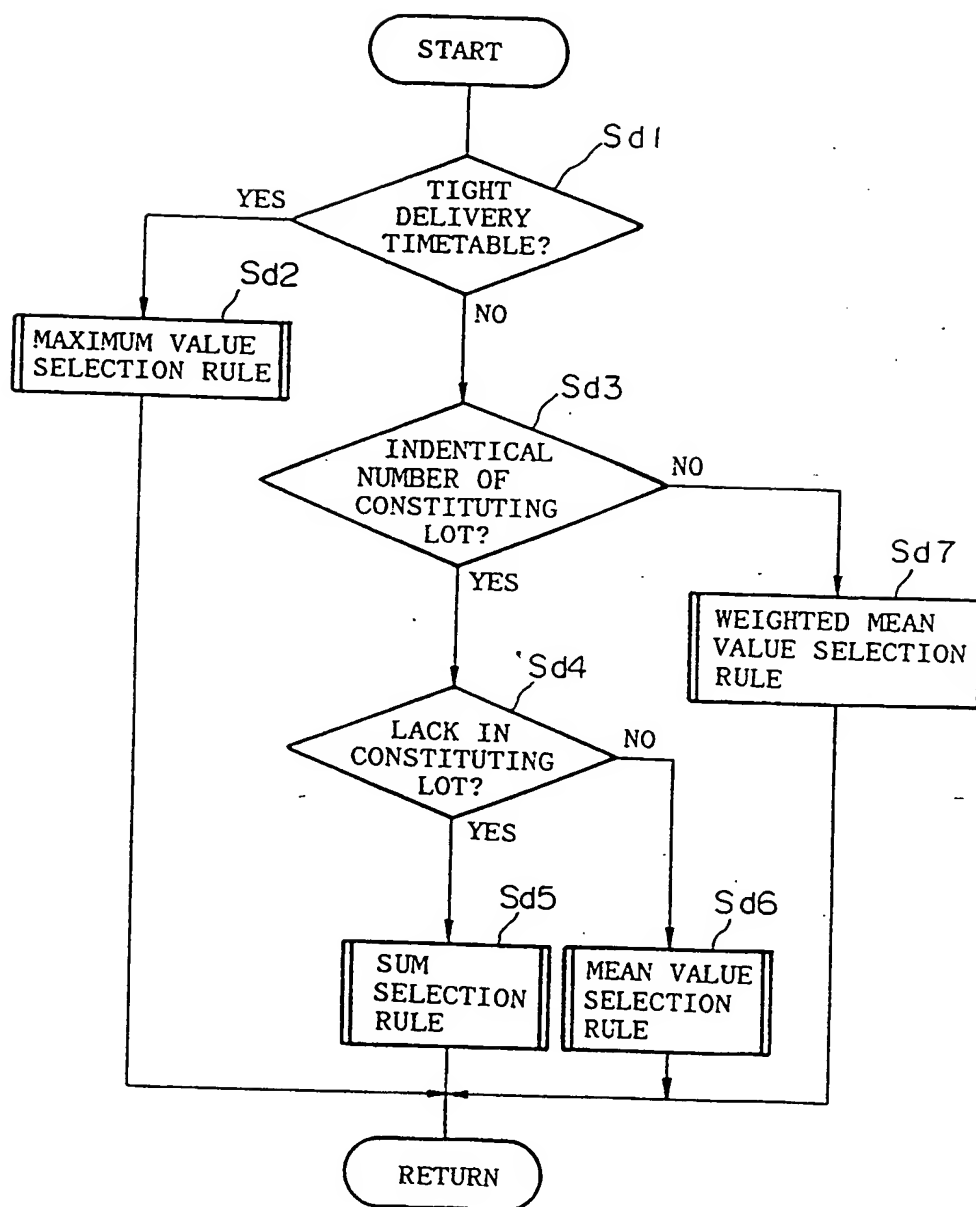 START
Sd1
TIGHT
DELIVERY
TIMETABLE?
YES
NO
Sd2
MAXIMUM VALUE
SELECTION RULE
Sd3
INDENTICAL
NUMBER OF
CONSTITUTING
LOT?
NO
YES
Sd7
WEIGHTED MEAN
VALUE SELECTION
RULE
Sd4
LACK IN
CONSTITUTING
LOT?
NO
YES
Sd5
SUM
SELECTION
RULE
Sd6
MEAN VALUE
SELECTION
RULE
RETURN